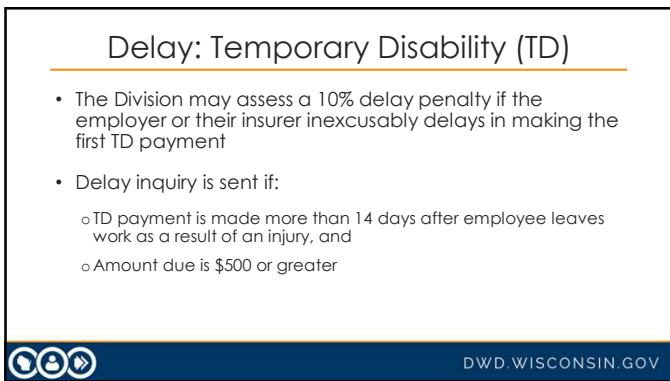 Delay: Temporary Disability (TD)
• The Division may assess a 10% delay penalty if the
employer or their insurer inexcusably delays in making the
first TD payment
• Delay inquiry is sent if:
o TD payment is made more than 14 days after employee leaves
work as a result of an injury, and
o Amount due is $500 or greater
DWD.WISCONSIN.GOV